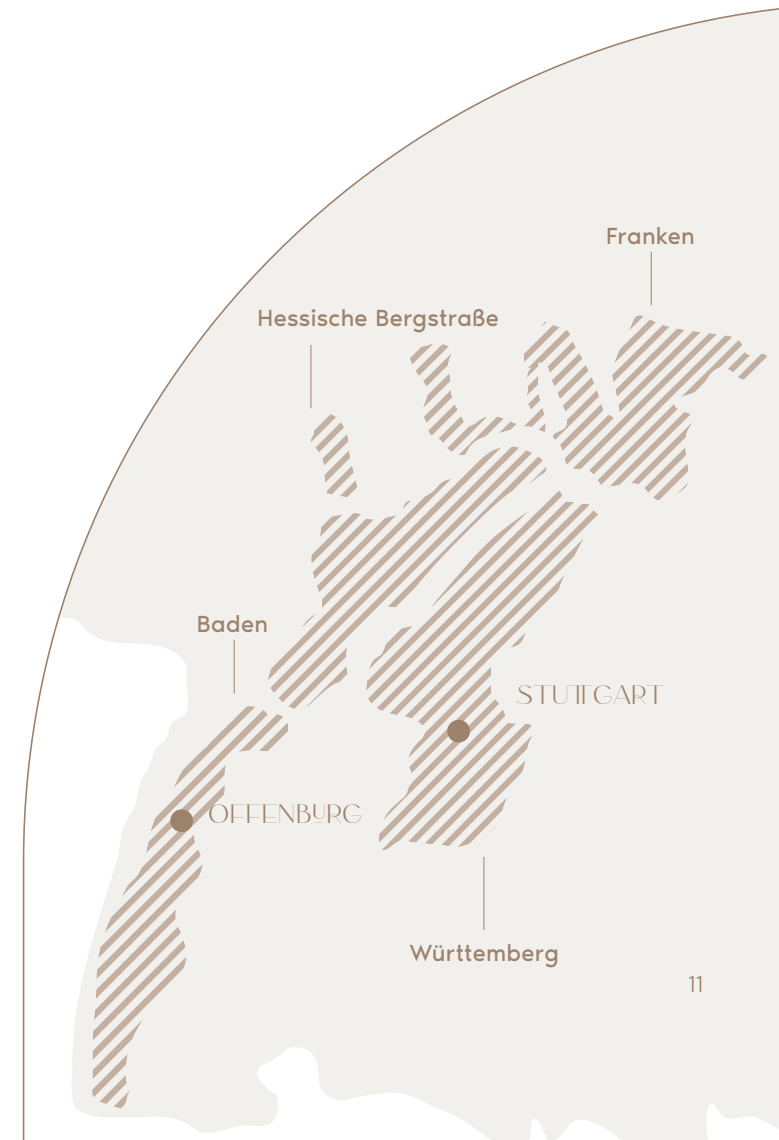 Franken
Hessische Bergstraße
Baden
STUTTGART
OFFENBURG
Württemberg
11